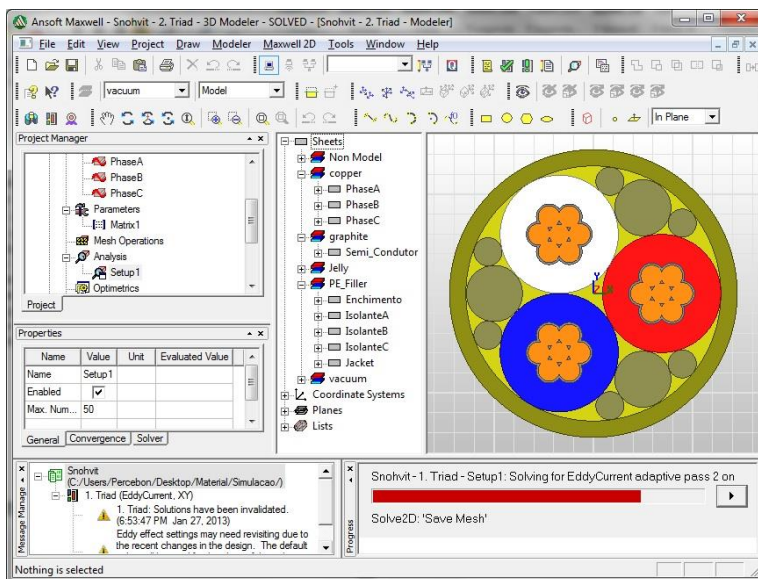 Ansoft Maxwell - Snohvit - 2. Triad - 3D Modeler - SOLVED - [Snohvit - 2. Triad - Modeler]
File Edit View Project Draw Modeler Maxwell 2D Tools Window Help
vacuum Model
In Plane
Project Manager
PhaseA
PhaseB
PhaseC
Parameters
Matrix1
Mesh Operations
Analysis
Setup1
Optimetrics
Project
Properties
Name Value Unit Evaluated Value
Name Setup1
Enabled
Max. Num... 50
General Convergence Solver
Sheets
Non Model
copper
PhaseA
PhaseB
PhaseC
graphite
Semi_Condutor
Jelly
PE_Filler
Enchimento
IsolanteA
IsolanteB
IsolanteC
Jacket
vacuum
Coordinate Systems
Planes
Lists
Y
Z X
Message Manage
Snohvit
(C:/Users/Percebon/Desktop/Material/Simulacao/)
1. Triad (EddyCurrent, XY)
1. Triad: Solutions have been invalidated.
(6:53:47 PM Jan 27, 2013)
Eddy effect settings may need revisiting due to
the recent changes in the design. The default
Progress
Snohvit - 1. Triad - Setup1: Solving for EddyCurrent adaptive pass 2 on
Solve2D: 'Save Mesh'
Nothing is selected